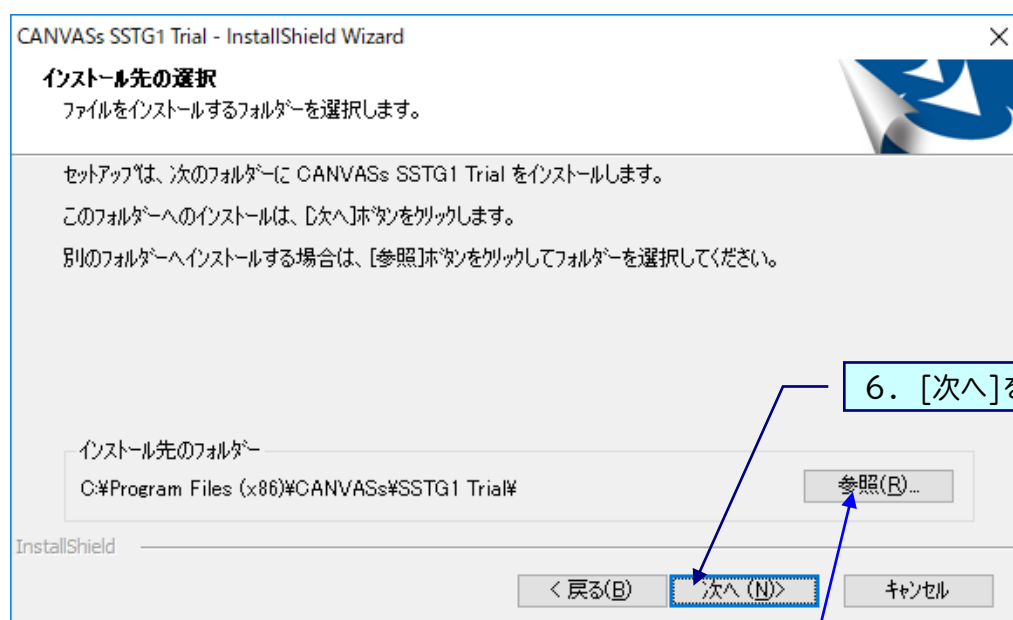 CANVASs SSTG1 Trial - InstallShield Wizard
インストール先の選択
ファイルをインストールするフォルダーを選択します。
セットアップは、次のフォルダーに CANVASs SSTG1 Trial をインストールします。
このフォルダーへのインストールは、[次へ]ボタンをクリックします。
別のフォルダーへインストールする場合は、[参照]ボタンをクリックしてフォルダーを選択してください。
6. [次へ]を
インストール先のフォルダー
C:¥Program Files (x86)¥CANVASs¥SSTG1 Trial¥
参照(R)...
InstallShield
< 戻る(B)
次へ (N)>
キャンセル